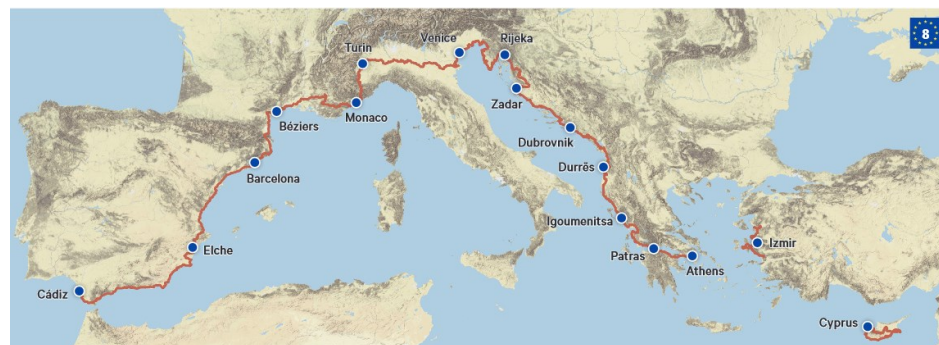 8
Venice
Rijeka
Turin
Zadar
Monaco
Béziers
Dubrovnik
Barcelona
Durrës
Igoumenitsa
Elche
Izmir
Patras
Athens
Cádiz
Cyprus